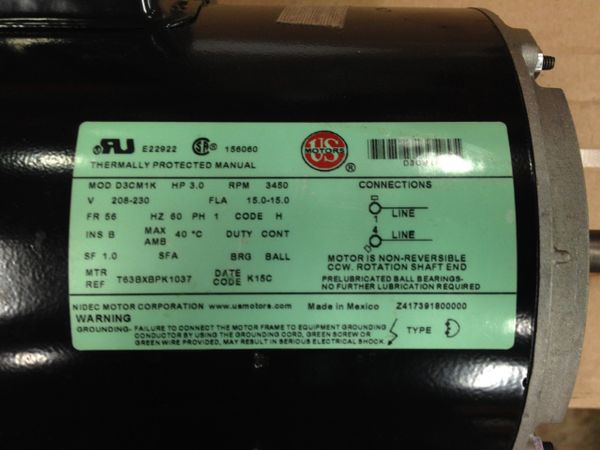 E22922 156060
THERMALLY PROTECTED MANUAL
US MOTORS
®
MOD D3CM1K HP 3.0 RPM 3450
V 208-230 FLA 15.0-15.0
FR 56 HZ 60 PH 1 CODE H
INS B MAX AMB 40 °C DUTY CONT
SF 1.0 SFA BRG BALL
MTR REF T63BXBPK1037 DATE CODE K15C
CONNECTIONS
1 LINE
4 LINE
MOTOR IS NON-REVERSIBLE
CCW. ROTATION SHAFT END
PRELUBRICATED BALL BEARINGS-
NO FURTHER LUBRICATION REQUIRED
NIDEC MOTOR CORPORATION www.usmotors.com Made in Mexico Z417391800000
WARNING
GROUNDING- FAILURE TO CONNECT THE MOTOR FRAME TO EQUIPMENT GROUNDING
CONDUCTOR BY USING THE GROUNDING CORD, GREEN SCREW OR
GREEN WIRE PROVIDED, MAY RESULT IN SERIOUS ELECTRICAL SHOCK.
TYPE D